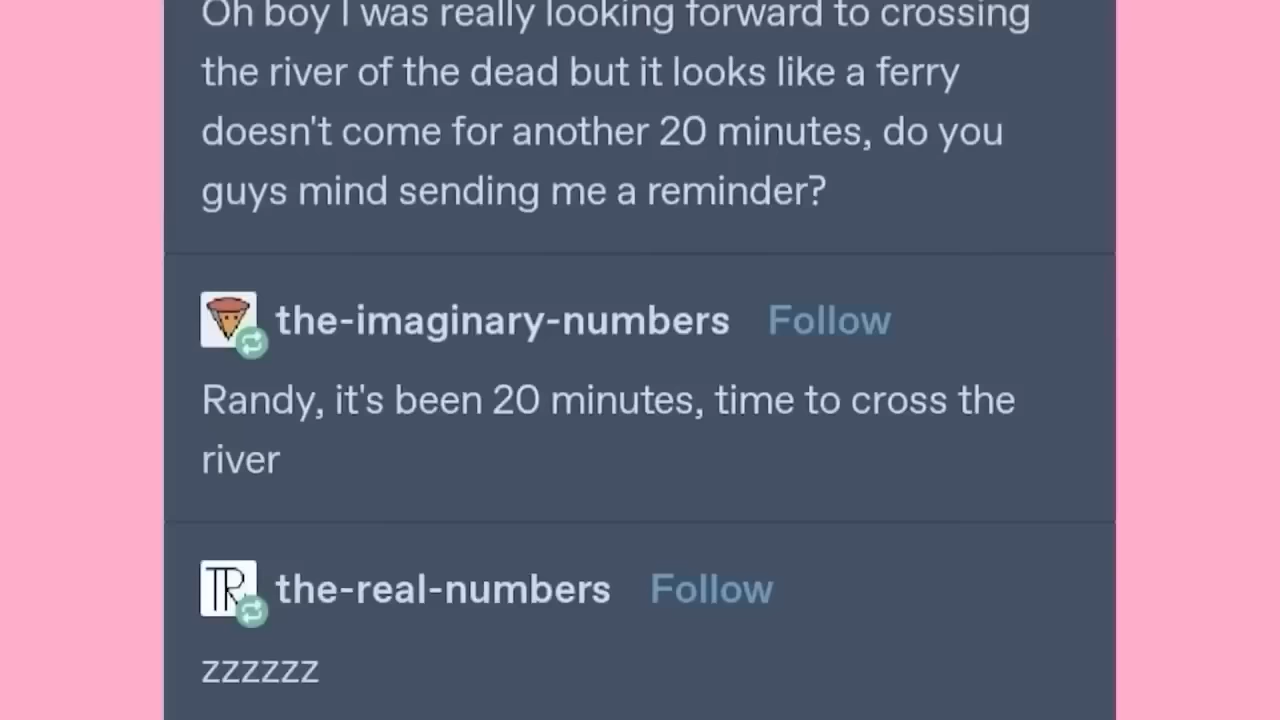 Oh boy I was really looking forward to crossing
the river of the dead but it looks like a ferry
doesn't come for another 20 minutes, do you
guys mind sending me a reminder?
the-imaginary-numbers Follow
Randy, it's been 20 minutes, time to cross the
river
the-real-numbers Follow
zzzzzz